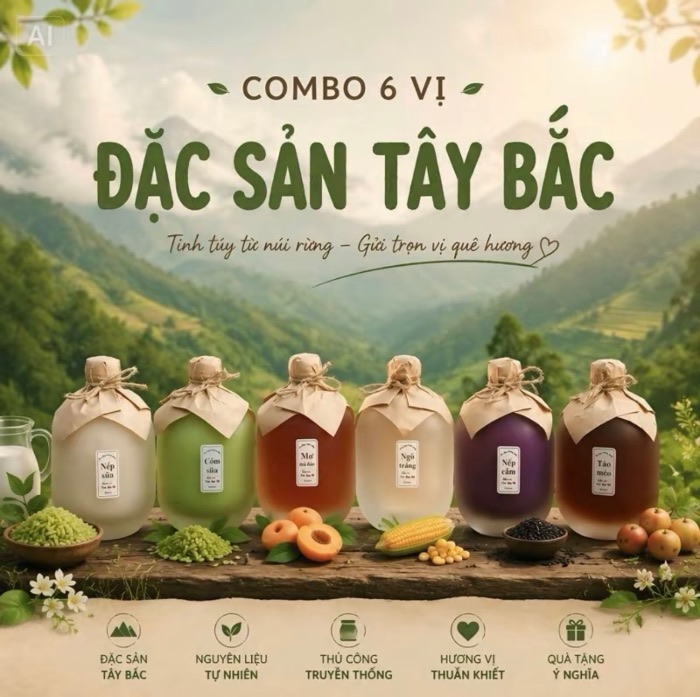 AI
COMBO 6 VỊ
ĐẶC SẢN TÂY BẮC
Tinh túy từ núi rừng – Gửi trọn vị quê hương
Nếp
sữa
Cốm
sữa
Mơ
má đào
Ngô
trắng
Nếp
cẩm
Táo
mèo
ĐẶC SẢN
TÂY BẮC
NGUYÊN LIỆU
TỰ NHIÊN
THỦ CÔNG
TRUYỀN THỐNG
HƯƠNG VỊ
THUẦN KHIẾT
QUÀ TẶNG
Ý NGHĨA